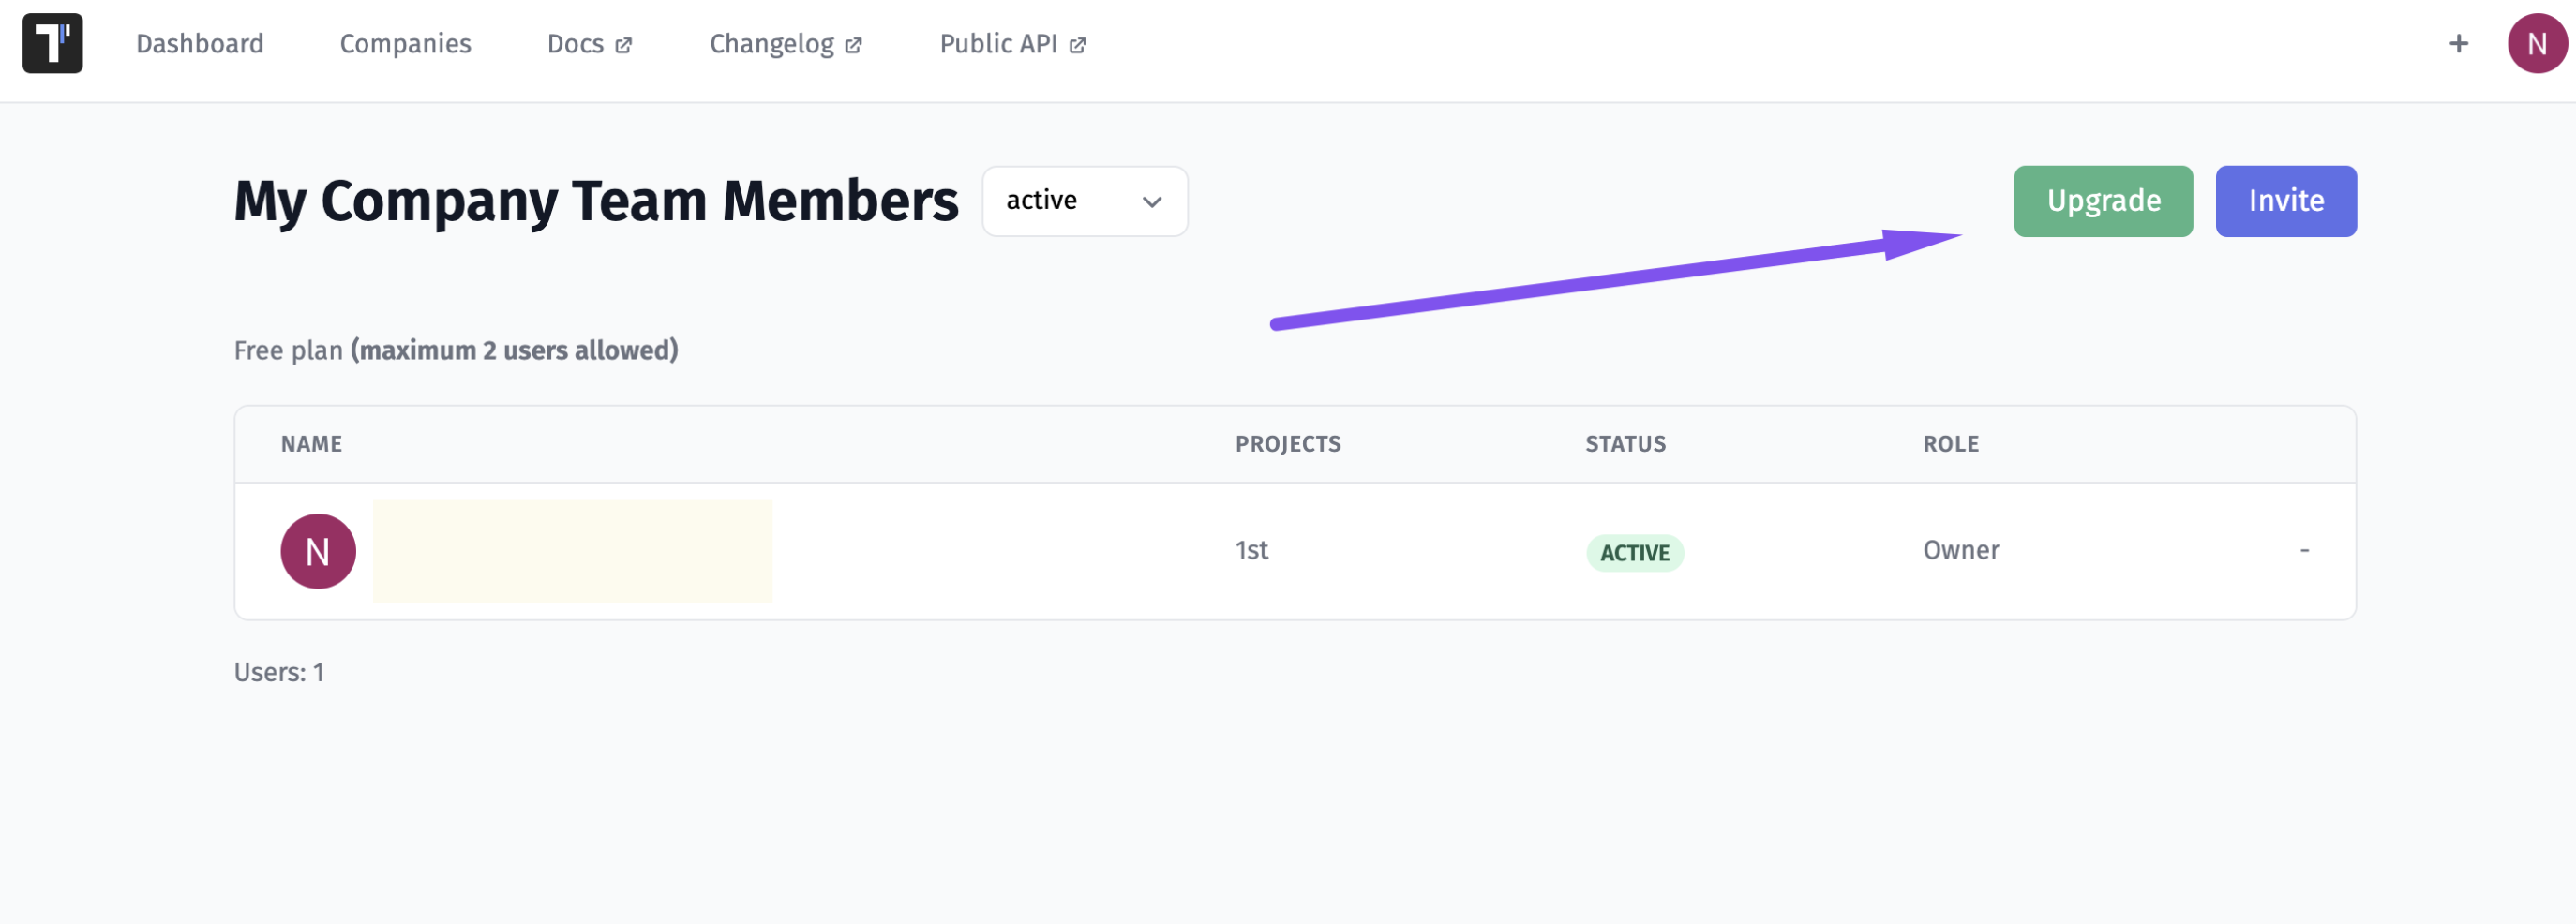 Dashboard Companies Docs Changelog Public API + N
My Company Team Members active Upgrade Invite
Free plan (maximum 2 users allowed)
NAME PROJECTS STATUS ROLE
N 1st ACTIVE Owner -
Users: 1